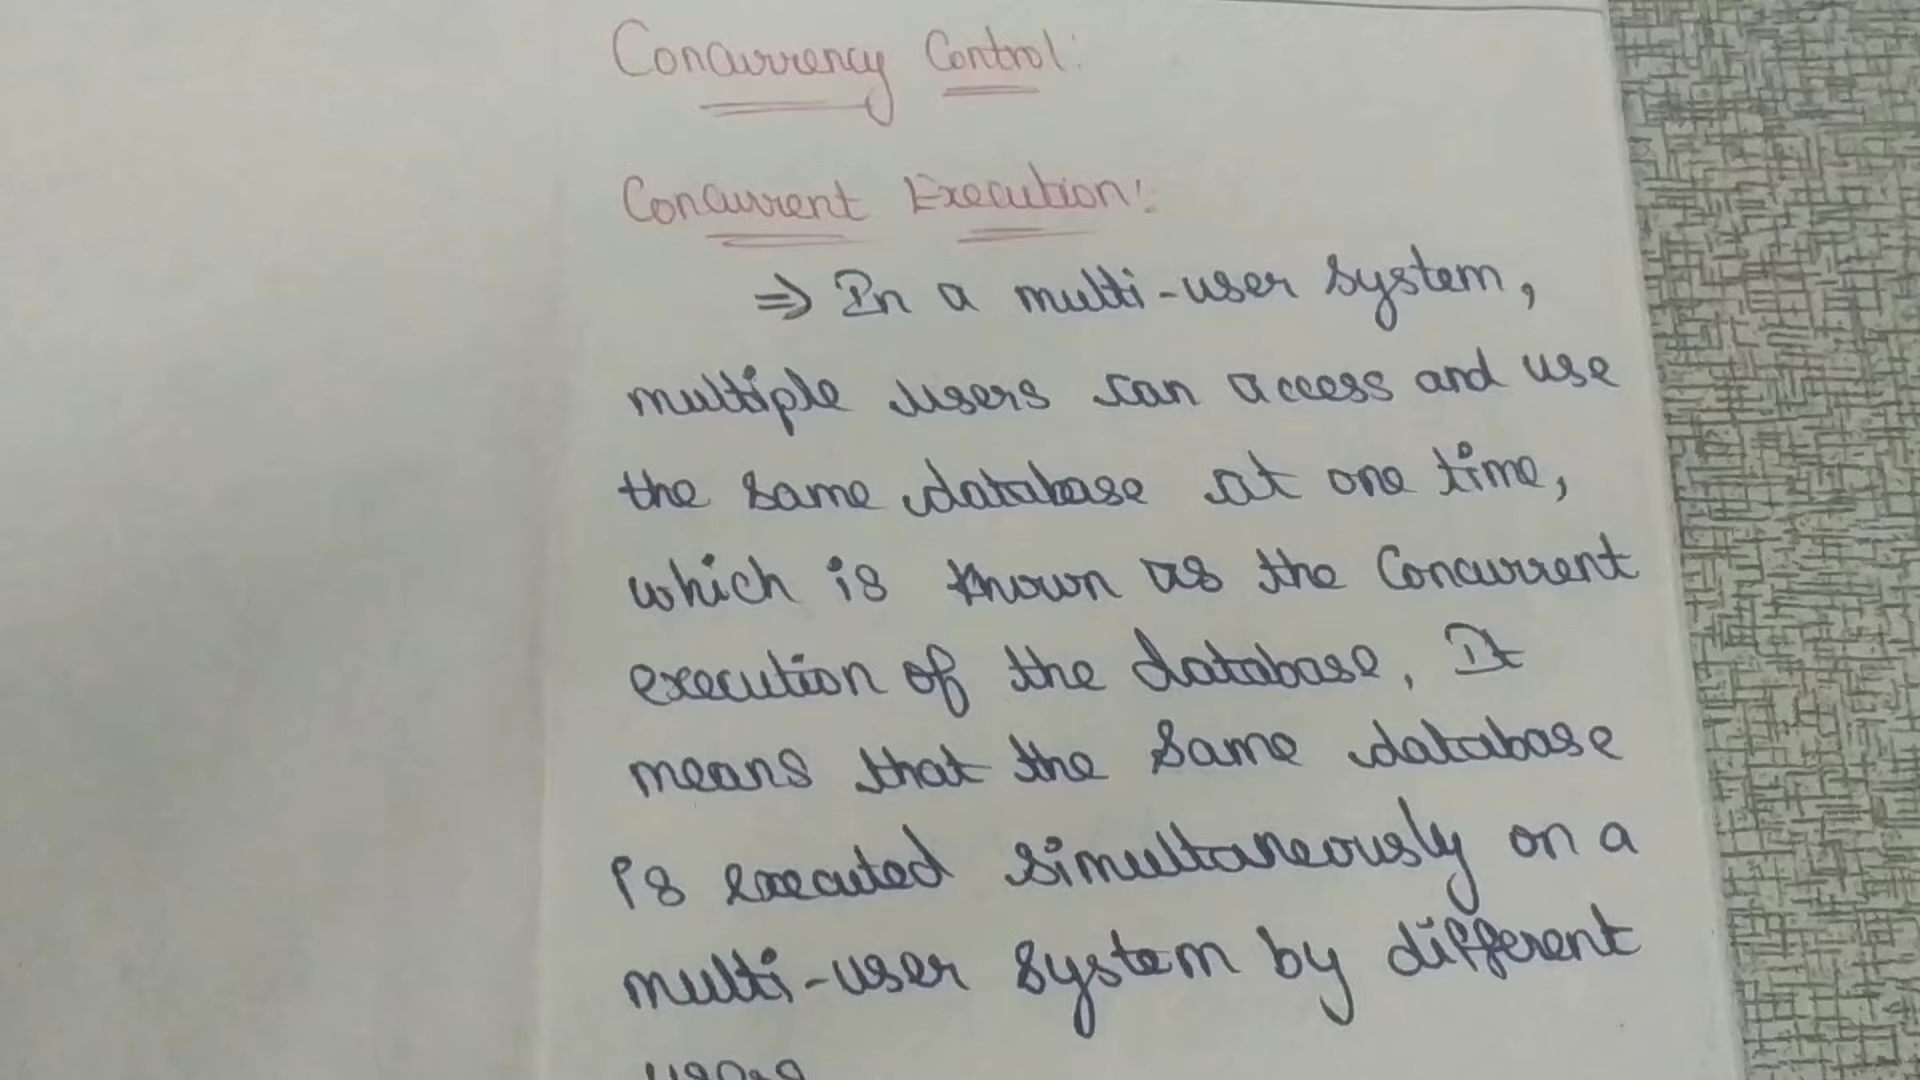 Concurrency Control:
Concurrent Execution:
⇒ In a multi-user system,
multiple users can access and use
the same database at one time,
which is known as the Concurrent
execution of the database. It
means that the same database
is executed simultaneously on a
multi-user system by different